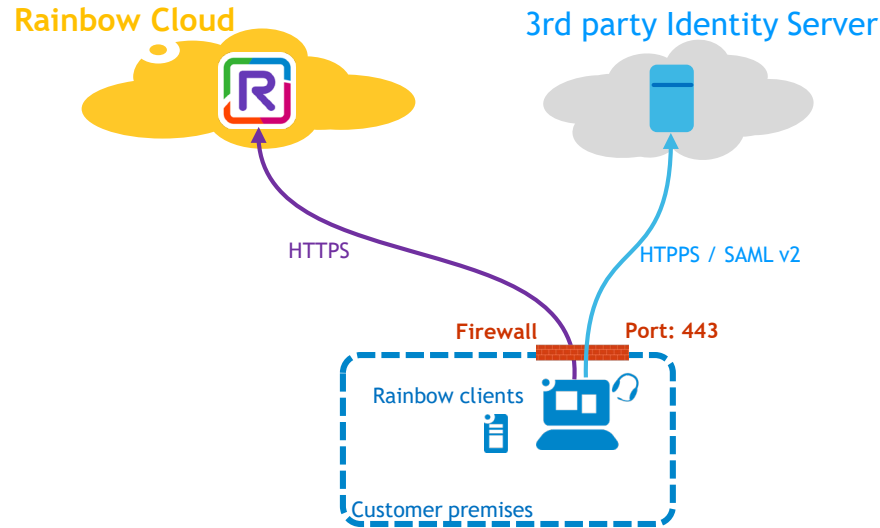 Rainbow Cloud
3rd party Identity Server
R
HTTPS
HTPPS / SAML v2
Firewall
Port: 443
Rainbow clients
Customer premises